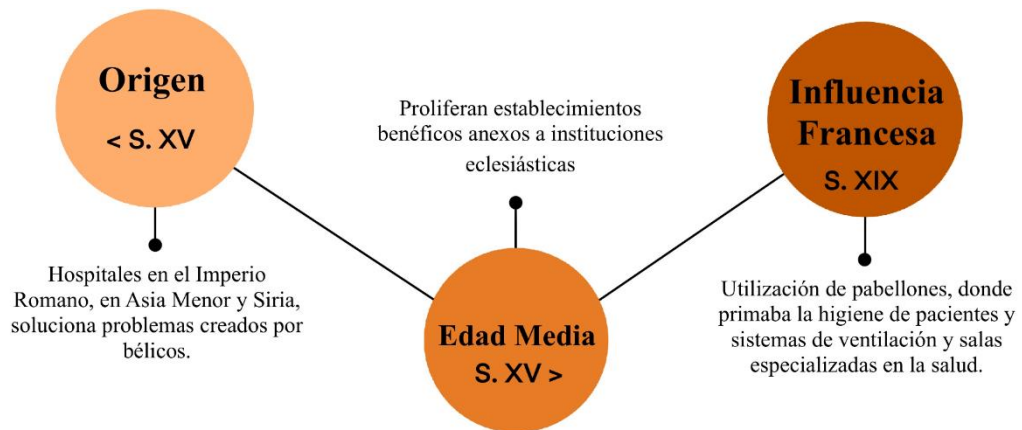 Origen
< S. XV
Hospitales en el Imperio
Romano, en Asia Menor y Siria,
soluciona problemas creados por
bélicos.
Proliferan establecimientos
benéficos anexos a instituciones
eclesiásticas
Edad Media
S. XV >
Influencia
Francesa
S. XIX
Utilización de pabellones, donde
primaba la higiene de pacientes y
sistemas de ventilación y salas
especializadas en la salud.